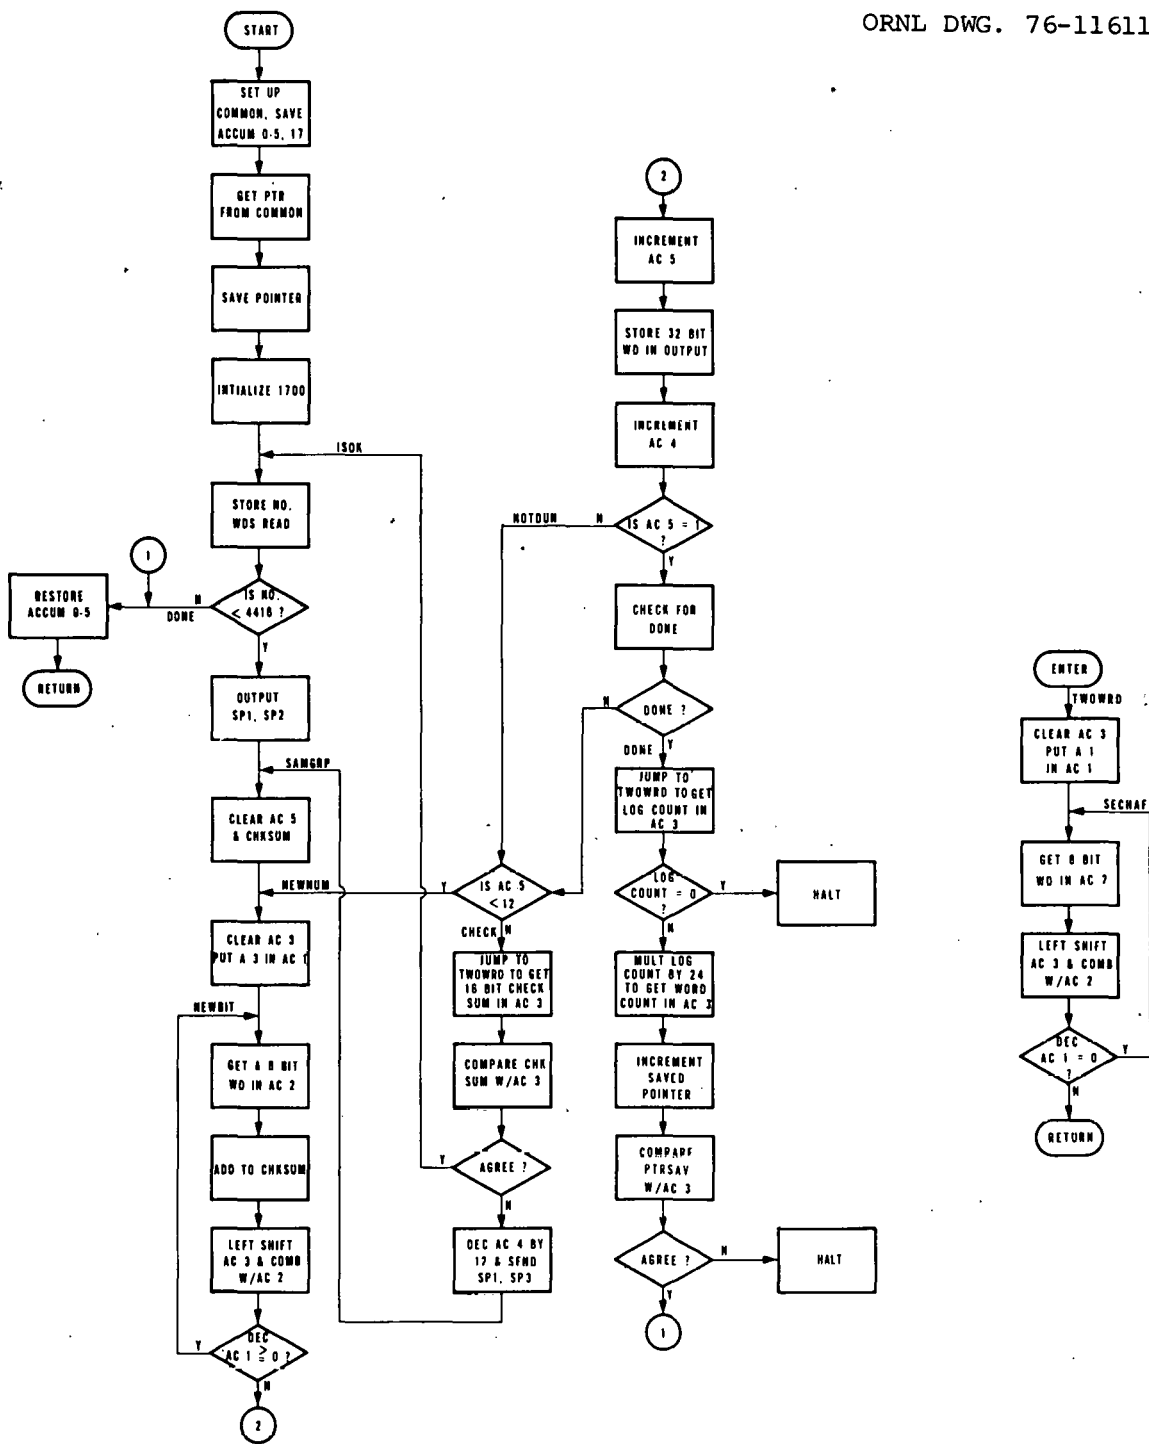 ORNL DWG. 76-11611
START
SET UP
COMMON, SAVE
ACCUM 0-5, 17
GET PTR
FROM COMMON
SAVE POINTER
INTIALIZE 1700
ISOK
STORE NO.
WDS READ
1
IS NO.
< 4416 ?
N
DONE
Y
RESTORE
ACCUM 0-5
RETURN
OUTPUT
SP1, SP2
SAMGRP
CLEAR AC 5
& CHKSUM
NEWNUM
CLEAR AC 3
PUT A 3 IN AC 1
NEWBIT
GET A 8 BIT
WD IN AC 2
ADD TO CHKSUM
LEFT SHIFT
AC 3 & COMB
W/AC 2
DEC
AC 1 ≥ 0 ?
Y
N
2
NOTDUN
N
IS AC 5
< 12
Y
CHECK
N
JUMP TO
TWOWRD TO GET
16 BIT CHECK
SUM IN AC 3
COMPARE CHK
SUM W/AC 3
AGREE ?
Y
N
DEC AC 4 BY
12 & SEND
SP1, SP3
2
INCREMENT
AC 5
STORE 32 BIT
WD IN OUTPUT
INCREMENT
AC 4
IS AC 5 = 1
?
Y
CHECK FOR
DONE
DONE ?
N
DONE
Y
JUMP TO
TWOWRD TO GET
LOG COUNT IN
AC 3
LOG
COUNT = 0
?
Y
HALT
N
MULT LOG
COUNT BY 24
TO GET WORD
COUNT IN AC 3
INCREMENT
SAVED
POINTER
COMPARE
PTRSAV
W/AC 3
AGREE ?
N
HALT
Y
1
ENTER
TWOWRD
CLEAR AC 3
PUT A 1
IN AC 1
SECHAF
GET 8 BIT
WD IN AC 2
LEFT SHIFT
AC 3 & COMB
W/AC 2
DEC
AC 1 = 0
?
Y
N
RETURN